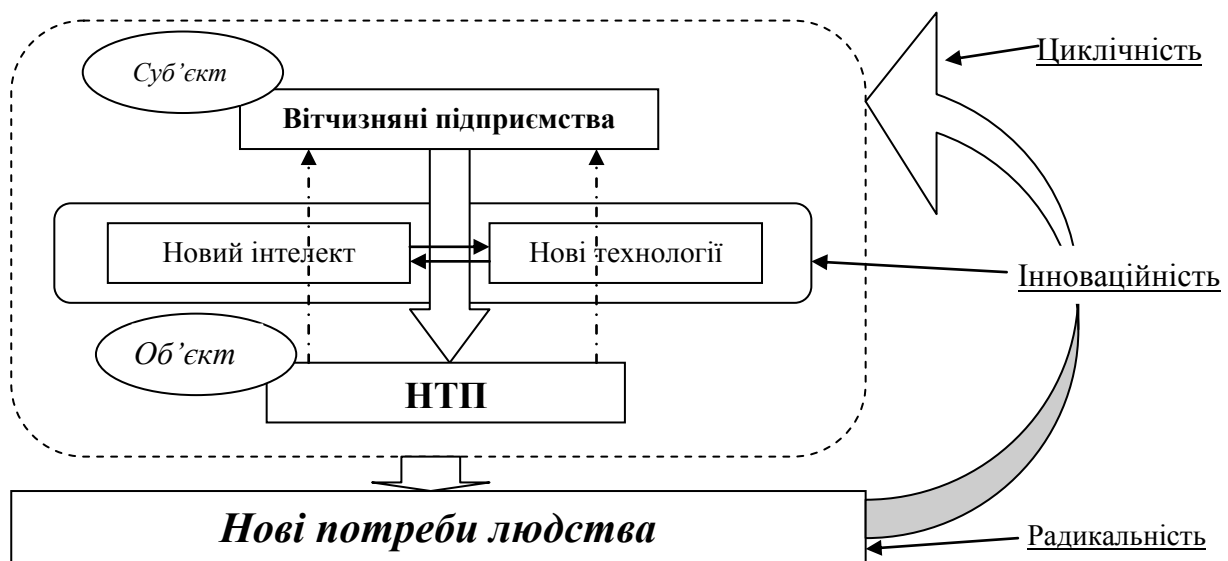 Циклічність
Суб’єкт
Вітчизняні підприємства
Новий інтелект
Нові технології
Інноваційність
Об’єкт
НТП
Нові потреби людства
Радикальність